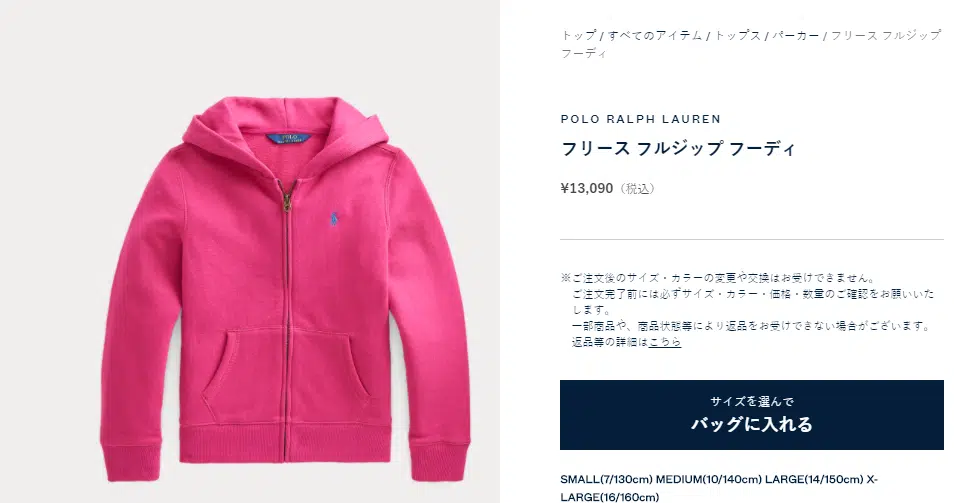 トップ / すべてのアイテム / トップス / パーカー / フリース フルジップ
フーディ
POLO RALPH LAUREN
フリース フルジップ フーディ
¥13,090（税込）
※ご注文後のサイズ・カラーの変更や交換はお受けできません。
ご注文完了前には必ずサイズ・カラー・価格・数量のご確認をお願いいた
します。
一部商品や、商品状態等により返品をお受けできない場合がございます。
返品等の詳細はこちら
サイズを選んで
バッグに入れる
SMALL(7/130cm) MEDIUM(10/140cm) LARGE(14/150cm) X-
LARGE(16/160cm)
POLO